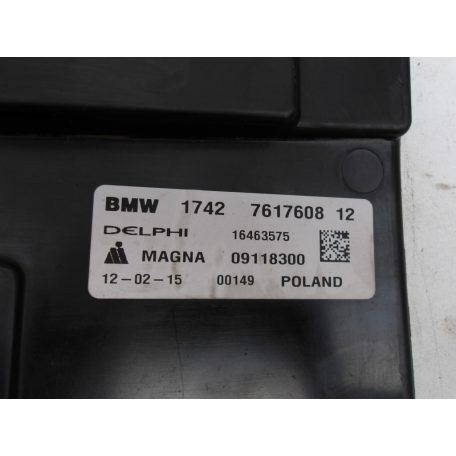 BMW 1742 7617608 12
DELPHI 16463575
MAGNA 09118300
12-02-15 00149 POLAND